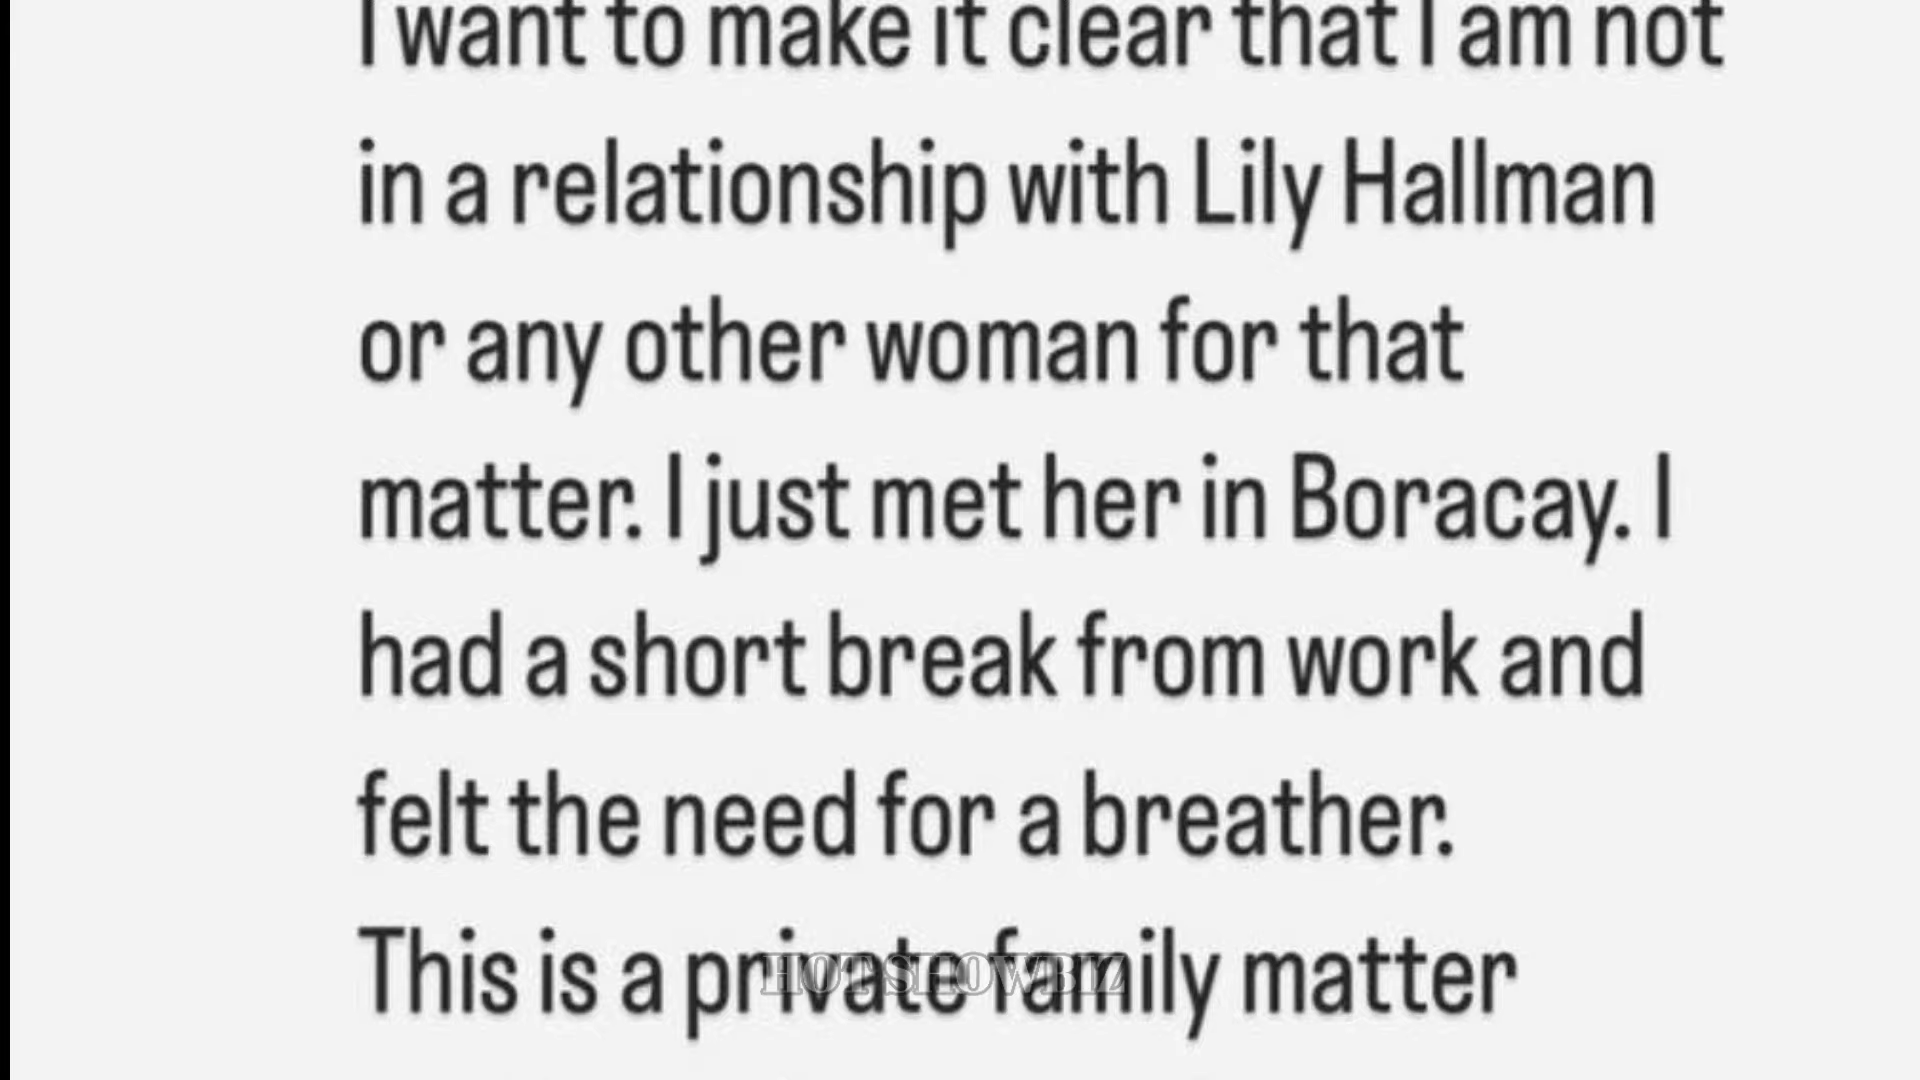 I want to make it clear that I am not
in a relationship with Lily Hallman
or any other woman for that
matter. I just met her in Boracay. I
had a short break from work and
felt the need for a breather.
This is a private family matter
HOT SHOWBIZ